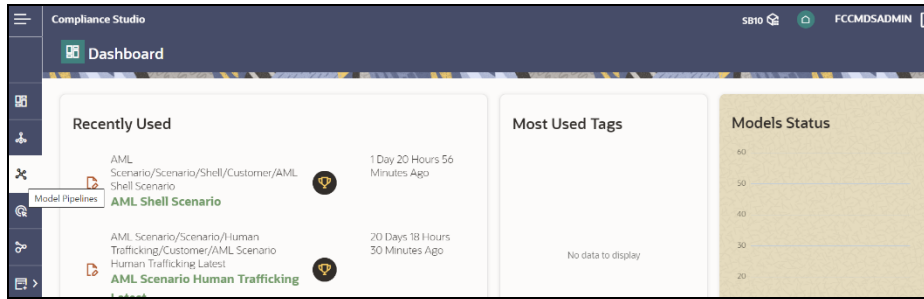 Compliance Studio
SB10
FCCMDSADMIN
Dashboard
Recently Used
AML
Scenario/Scenario/Shell/Customer/AML
Shell Scenario
AML Shell Scenario
1 Day 20 Hours 56
Minutes Ago
Model Pipelines
AML Scenario/Scenario/Human
Trafficking/Customer/AML Scenario
Human Trafficking Latest
AML Scenario Human Trafficking
Latest
20 Days 18 Hours
30 Minutes Ago
Most Used Tags
No data to display
Models Status
60
50
40
30
20